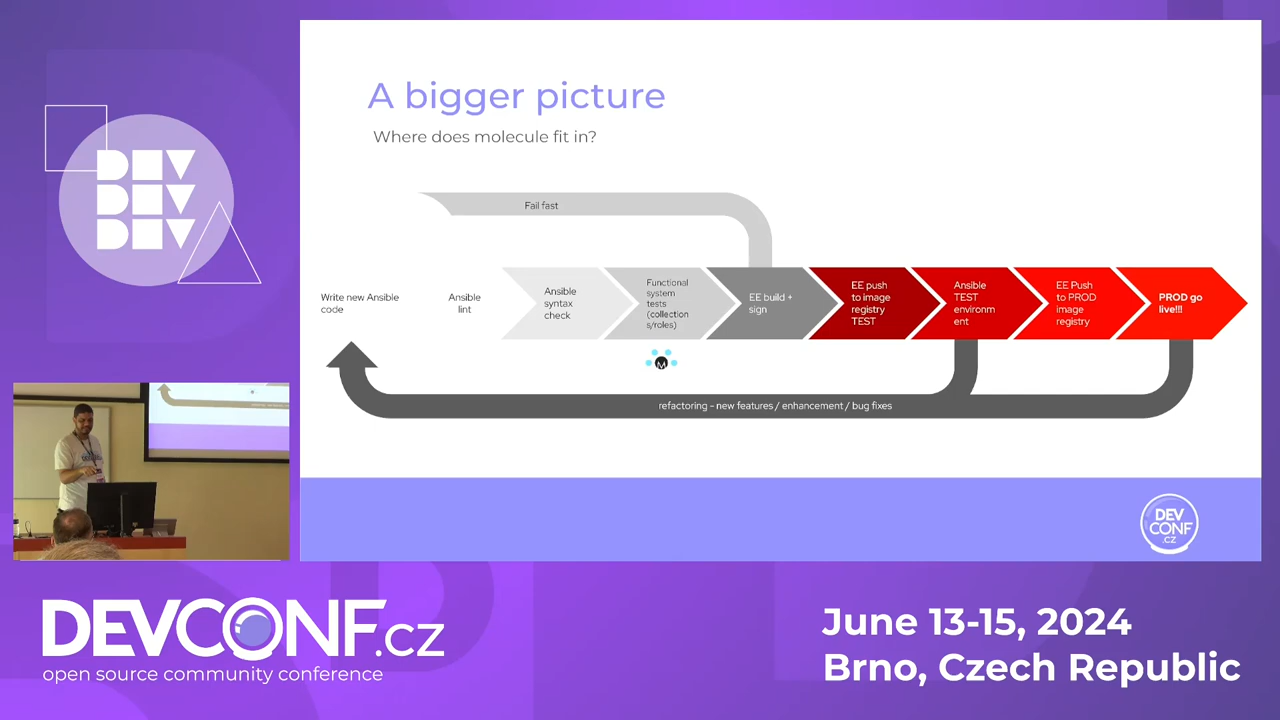 A bigger picture
Where does molecule fit in?
Fail fast
Write new Ansible
code
Ansible
lint
Ansible
syntax
check
Functional
system
tests
(collection
s/roles)
EE build +
sign
EE push
to image
registry
TEST
Ansible
TEST
environm
ent
EE Push
to PROD
image
registry
PROD go
live!!!
M
refactoring - new features / enhancement / bug fixes
DEV
CONF
.CZ
DEV
DEV
DEV
DEVCONF.cz
open source community conference
June 13-15, 2024
Brno, Czech Republic